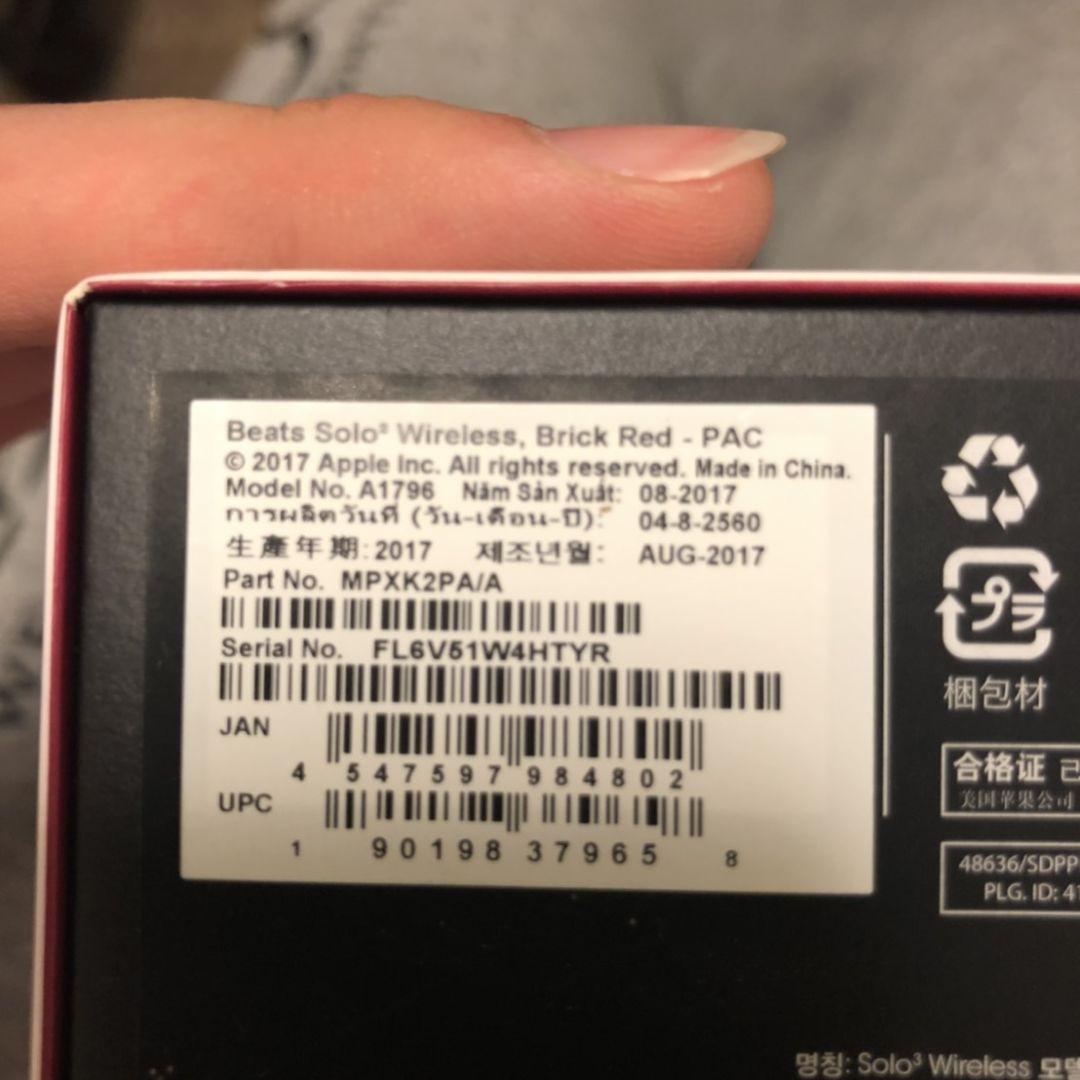 Beats Solo³ Wireless, Brick Red - PAC
© 2017 Apple Inc. All rights reserved. Made in China.
Model No. A1796 Năm Sản Xuất: 08-2017
การผลิตวันที่ (วัน-เดือน-ปี): 04-8-2560
生產年期: 2017 제조년월: AUG-2017
Part No. MPXK2PA/A
Serial No. FL6V51W4HTYR
JAN
4 547597 984802
UPC
1 90198 37965 8
プラ
梱包材
合格证 已
美国苹果公司
48636/SDPP
PLG. ID: 41
명칭: Solo³ Wireless 모델